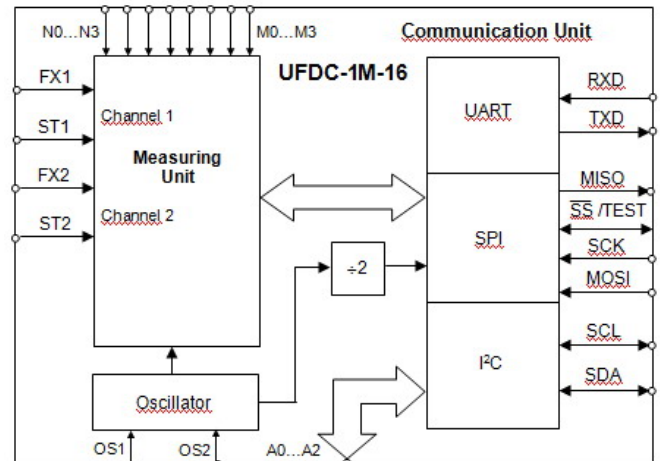 N0...N3 M0...M3 Communication Unit
FX1 UFDC-1M-16 RXD
Channel 1 UART
ST1 TXD
Measuring
Unit
FX2 MISO
Channel 2 SS /TEST
ST2 SPI
÷2 SCK
MOSI
SCL
I²C
Oscillator SDA
OS1 OS2 A0...A2